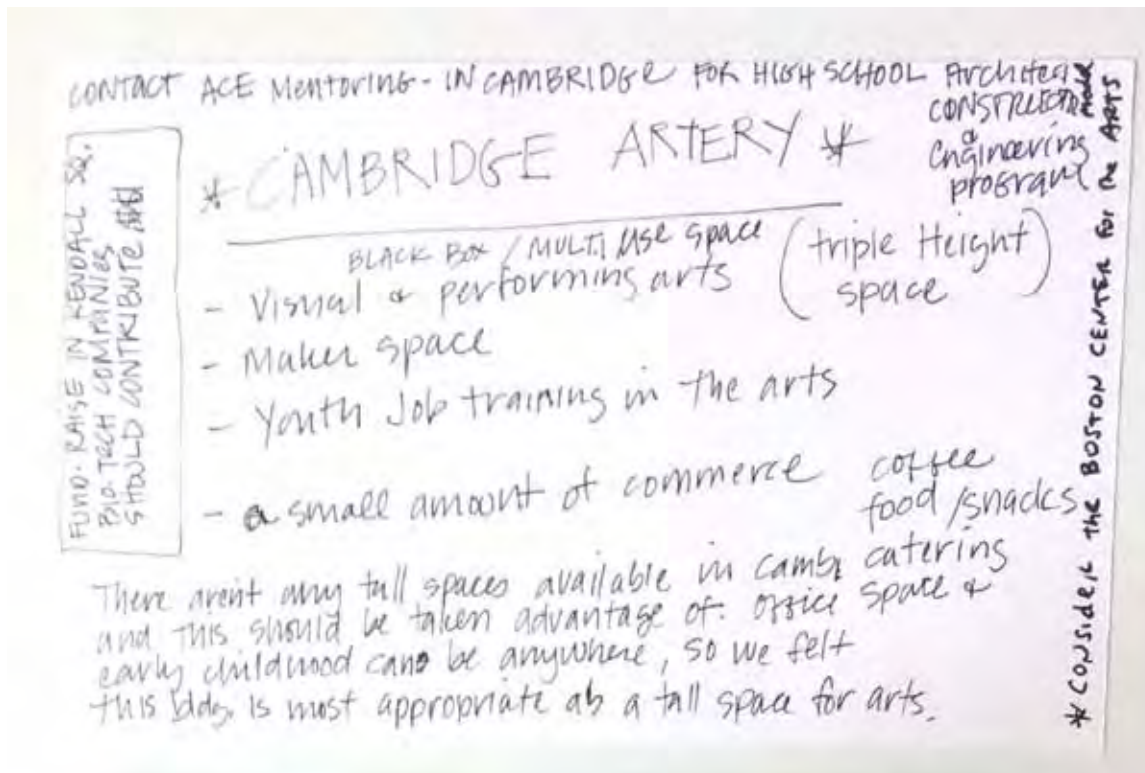 CONTACT ACE Mentoring - IN CAMBRIDGE FOR HIGH SCHOOL Architect
CONSTRUCTION
&
Engineering
program
* CAMBRIDGE ARTERY *
BLACK BOX / MULTI USE space
- Visual & performing arts (triple Height space)
- Maker space
- Youth Job training in the arts
- a small amount of commerce coffee
food/snacks
catering
There arent any tall spaces available in Camb.
and this should be taken advantage of. Office space &
early childhood can be anywhere, so we felt
this bldg. is most appropriate as a tall space for arts.
FUND-RAISE IN KENDALL SQ.
BIO-TECH COMPANIES
SHOULD CONTRIBUTE
* CONSIDER the BOSTON CENTER for the ARTS model